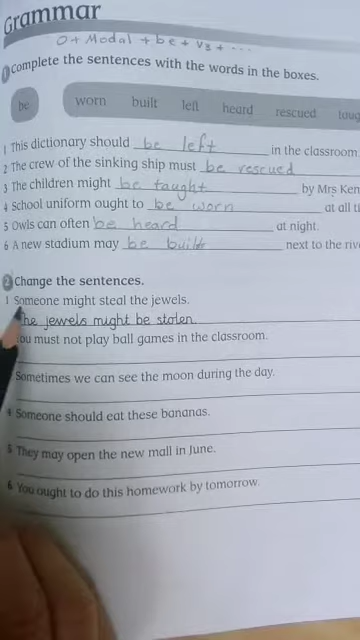 Grammar
O + Modal + be + V3 + ...
1 Complete the sentences with the words in the boxes.
be worn built left heard rescued
1 This dictionary should be left in the classroom
2 The crew of the sinking ship must be rescued
3 The children might be taught by Mrs Ken
4 School uniform ought to be worn at all
5 Owls can often be heard at night.
6 A new stadium may be built next to the
2 Change the sentences.
1 Someone might steal the jewels.
he jewels might be stolen
ou must not play ball games in the classroom.
Sometimes we can see the moon during the day.
4 Someone should eat these bananas.
5 They may open the new mall in June.
6 You ought to do this homework by tomorrow.